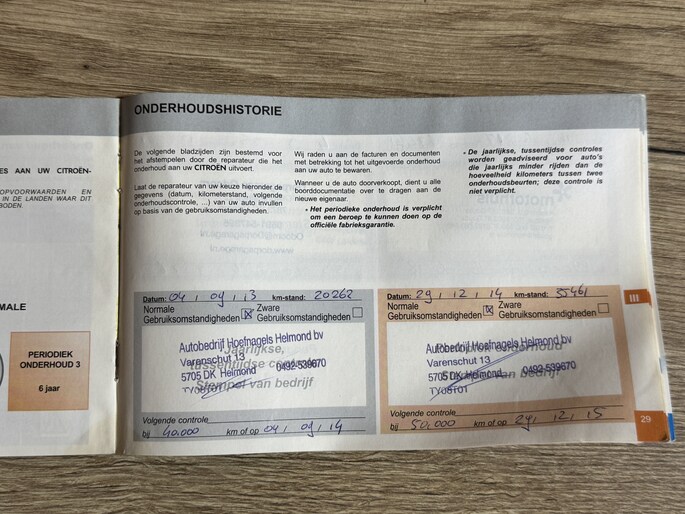 ES AAN UW CITROËN-
OPVOORWAARDEN EN
IN DE LANDEN WAAR DIT
BODEN.
MALE
PERIODIEK
ONDERHOUD 3
6 jaar
ONDERHOUDSHISTORIE
De volgende bladzijden zijn bestemd voor
het afstempelen door de reparateur die het
onderhoud aan uw CITROËN uitvoert.
Laat de reparateur van uw keuze hieronder de
gegevens (datum, kilometerstand, volgende
onderhoudscontrole, ...) van uw auto invullen
op basis van de gebruiksomstandigheden.
Wij raden u aan de facturen en documenten
met betrekking tot het uitgevoerde onderhoud
aan uw auto te bewaren.
Wanneer u de auto doorverkoopt, dient u alle
boorddocumentatie over te dragen aan de
nieuwe eigenaar.
- Het periodieke onderhoud is verplicht
om een beroep te kunnen doen op de
officiële fabrieksgarantie.
- De jaarlijkse, tussentijdse controles
worden geadviseerd voor auto's
die jaarlijks minder rijden dan de
hoeveelheid kilometers tussen twee
onderhoudsbeurten; deze controle is
niet verplicht.
Datum: 04 / 09 / 13 km-stand: 20262
Normale Gebruiksomstandigheden
Zware Gebruiksomstandigheden
Jaarlijkse,
tussentijdse controle
Stempel van bedrijf
Autobedrijf Hoefnagels Helmond bv
Varenschut 13
5705 DK Helmond 0492-539670
Volgende controle
bij 40.000 km of op 04 / 09 / 14
Datum: 29 / 12 / 14 km-stand: 35461
Normale Gebruiksomstandigheden
Zware Gebruiksomstandigheden
Autobedrijf Hoefnagels Helmond bv
Varenschut 13
5705 DK Helmond 0492-539670
van bedrijf
Volgende controle
bij 50.000 km of op 29 / 12 / 15
III
29